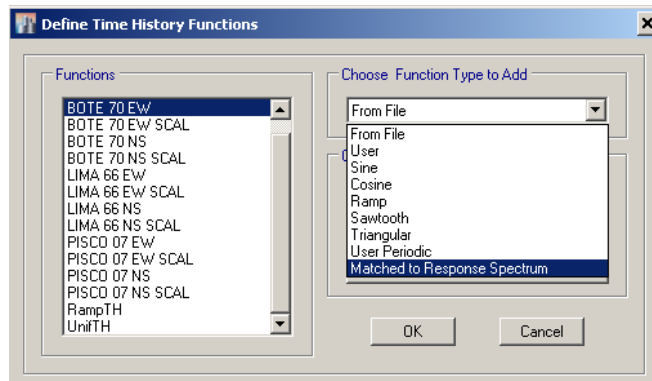 Define Time History Functions
Functions
BOTE 70 EW
BOTE 70 EW SCAL
BOTE 70 NS
BOTE 70 NS SCAL
LIMA 66 EW
LIMA 66 EW SCAL
LIMA 66 NS
LIMA 66 NS SCAL
PISCO 07 EW
PISCO 07 EW SCAL
PISCO 07 NS
PISCO 07 NS SCAL
RampTH
UnifTH
Choose Function Type to Add
From File
From File
User
Sine
Cosine
Ramp
Sawtooth
Triangular
User Periodic
Matched to Response Spectrum
OK
Cancel